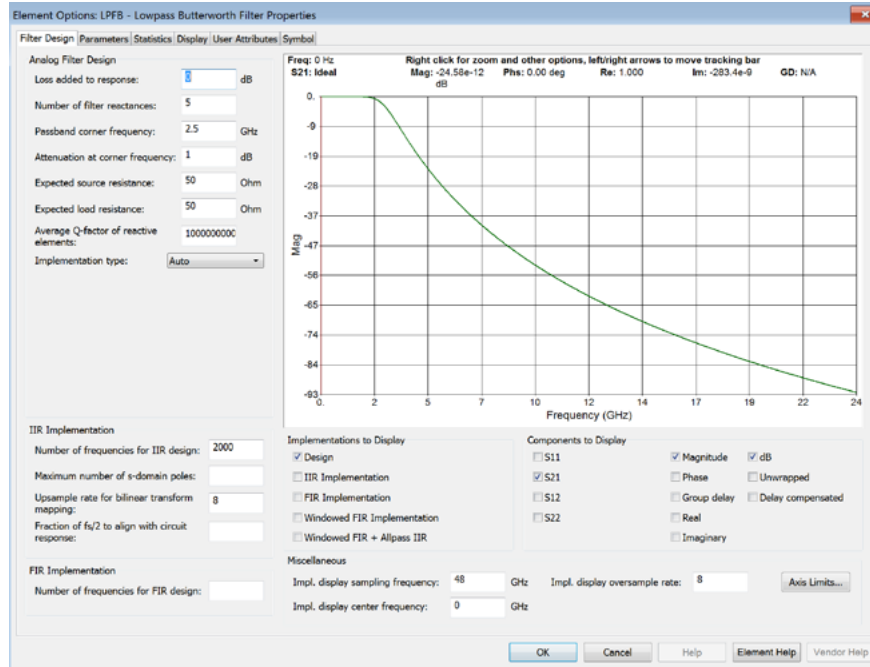 Element Options: LPFB - Lowpass Butterworth Filter Properties
Filter Design Parameters Statistics Display User Attributes Symbol
Analog Filter Design
Loss added to response: 0 dB
Number of filter reactances: 5
Passband corner frequency: 2.5 GHz
Attenuation at corner frequency: 1 dB
Expected source resistance: 50 Ohm
Expected load resistance: 50 Ohm
Average Q-factor of reactive
elements: 1000000000
Implementation type: Auto
IIR Implementation
Number of frequencies for IIR design: 2000
Maximum number of s-domain poles:
Upsample rate for bilinear transform
mapping: 8
Fraction of fs/2 to align with circuit
response:
FIR Implementation
Number of frequencies for FIR design:
Freq: 0 Hz Right click for zoom and other options, left/right arrows to move tracking bar
S21: Ideal Mag: -24.58e-12 Phs: 0.00 deg Re: 1.000 Im: -283.4e-9 GD: N/A
dB
0.
-9
-19
-28
-37
-47
-56
-65
-74
-84
-93
Mag
0. 2 5 7 10 12 14 17 19 22 24
Frequency (GHz)
Implementations to Display
Design
IIR Implementation
FIR Implementation
Windowed FIR Implementation
Windowed FIR + Allpass IIR
Components to Display
S11 Magnitude dB
S21 Phase Unwrapped
S12 Group delay Delay compensated
S22 Real
Imaginary
Miscellaneous
Impl. display sampling frequency: 48 GHz Impl. display oversample rate: 8 Axis Limits...
Impl. display center frequency: 0 GHz
OK Cancel Help Element Help Vendor Help